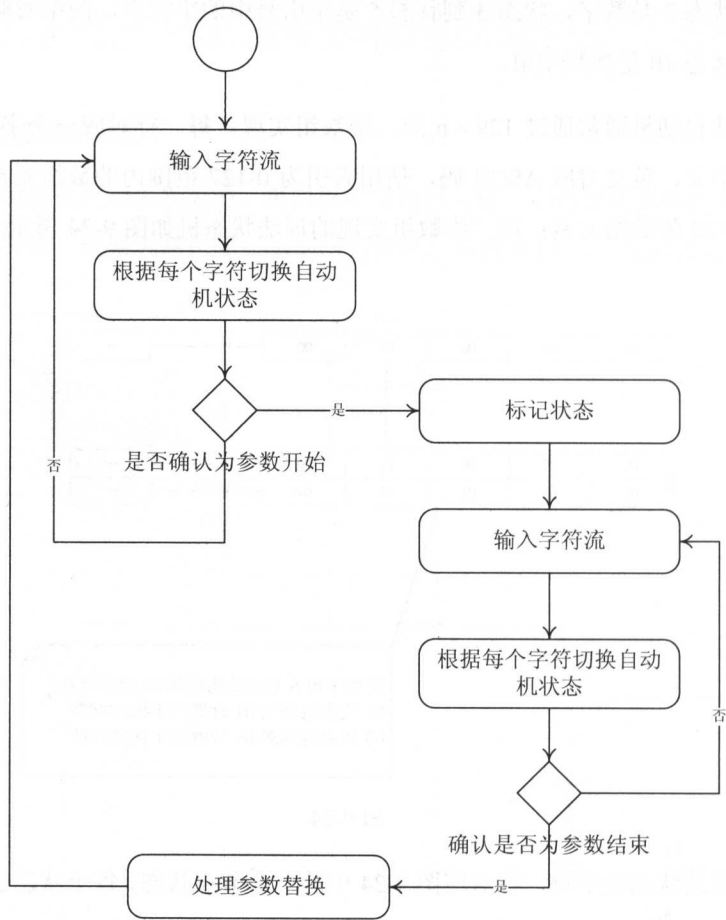 输入字符流
根据每个字符切换自动
机状态
是
标记状态
否
是否确认为参数开始
输入字符流
根据每个字符切换自动
机状态
否
确认是否为参数结束
处理参数替换
是